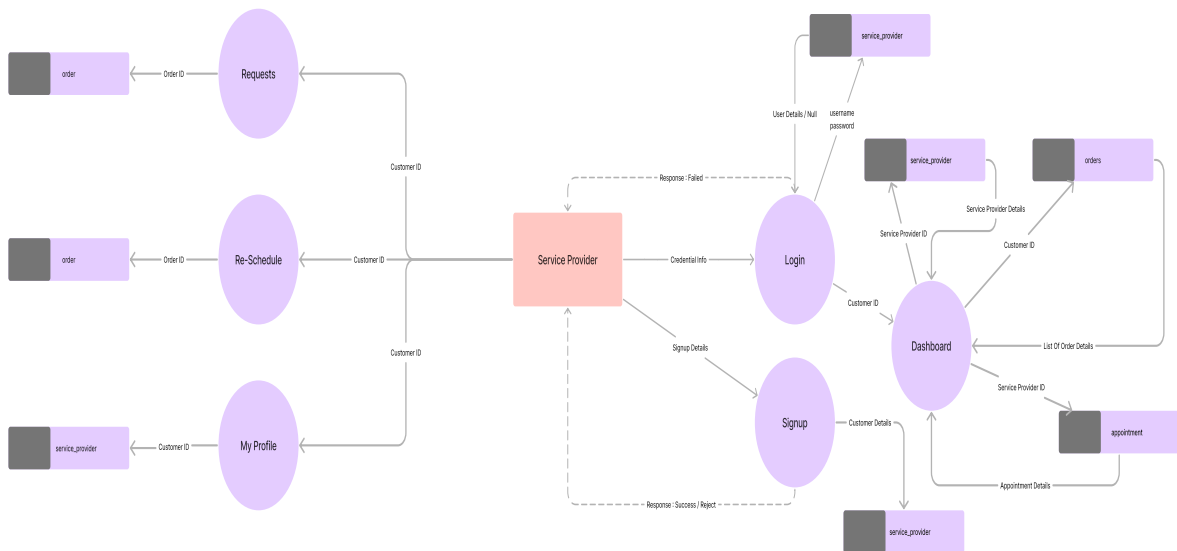 service_provider
order
Order ID
Requests
User Details / Null
username
password
service_provider
orders
Customer ID
Response : Failed
Service Provider Details
Service Provider ID
Customer ID
order
Order ID
Re-Schedule
Customer ID
Service Provider
Credential Info
Login
Customer ID
Dashboard
List Of Order Details
Customer ID
Signup Details
Service Provider ID
service_provider
Customer ID
My Profile
Signup
Customer Details
appointment
Appointment Details
Response : Success / Reject
service_provider